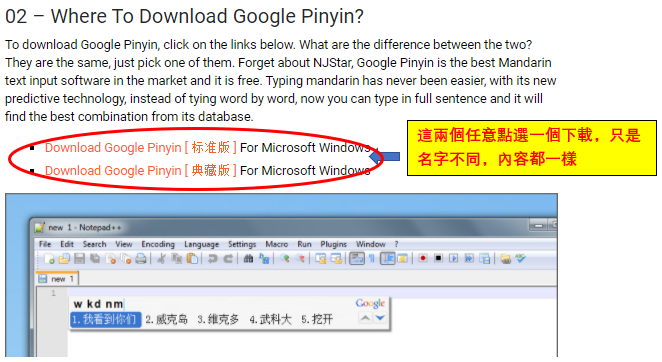 02 – Where To Download Google Pinyin?
To download Google Pinyin, click on the links below. What are the difference between the two?
They are the same, just pick one of them. Forget about NJStar, Google Pinyin is the best Mandarin
text input software in the market and it is free. Typing mandarin has never been easier, with its new
predictive technology, instead of tying word by word, now you can type in full sentence and it will
find the best combination from its database.
Download Google Pinyin [ 标准版 ] For Microsoft Windows
Download Google Pinyin [ 典藏版 ] For Microsoft Windows
這兩個任意點選一個下載，只是
名字不同，內容都一樣
new 1 - Notepad++
File Edit Search View Encoding Language Settings Macro Run Plugins Window ?
new 1
1
w kd nm
Google
1.我看到你们 2.威克岛 3.维克多 4.武科大 5.挖开